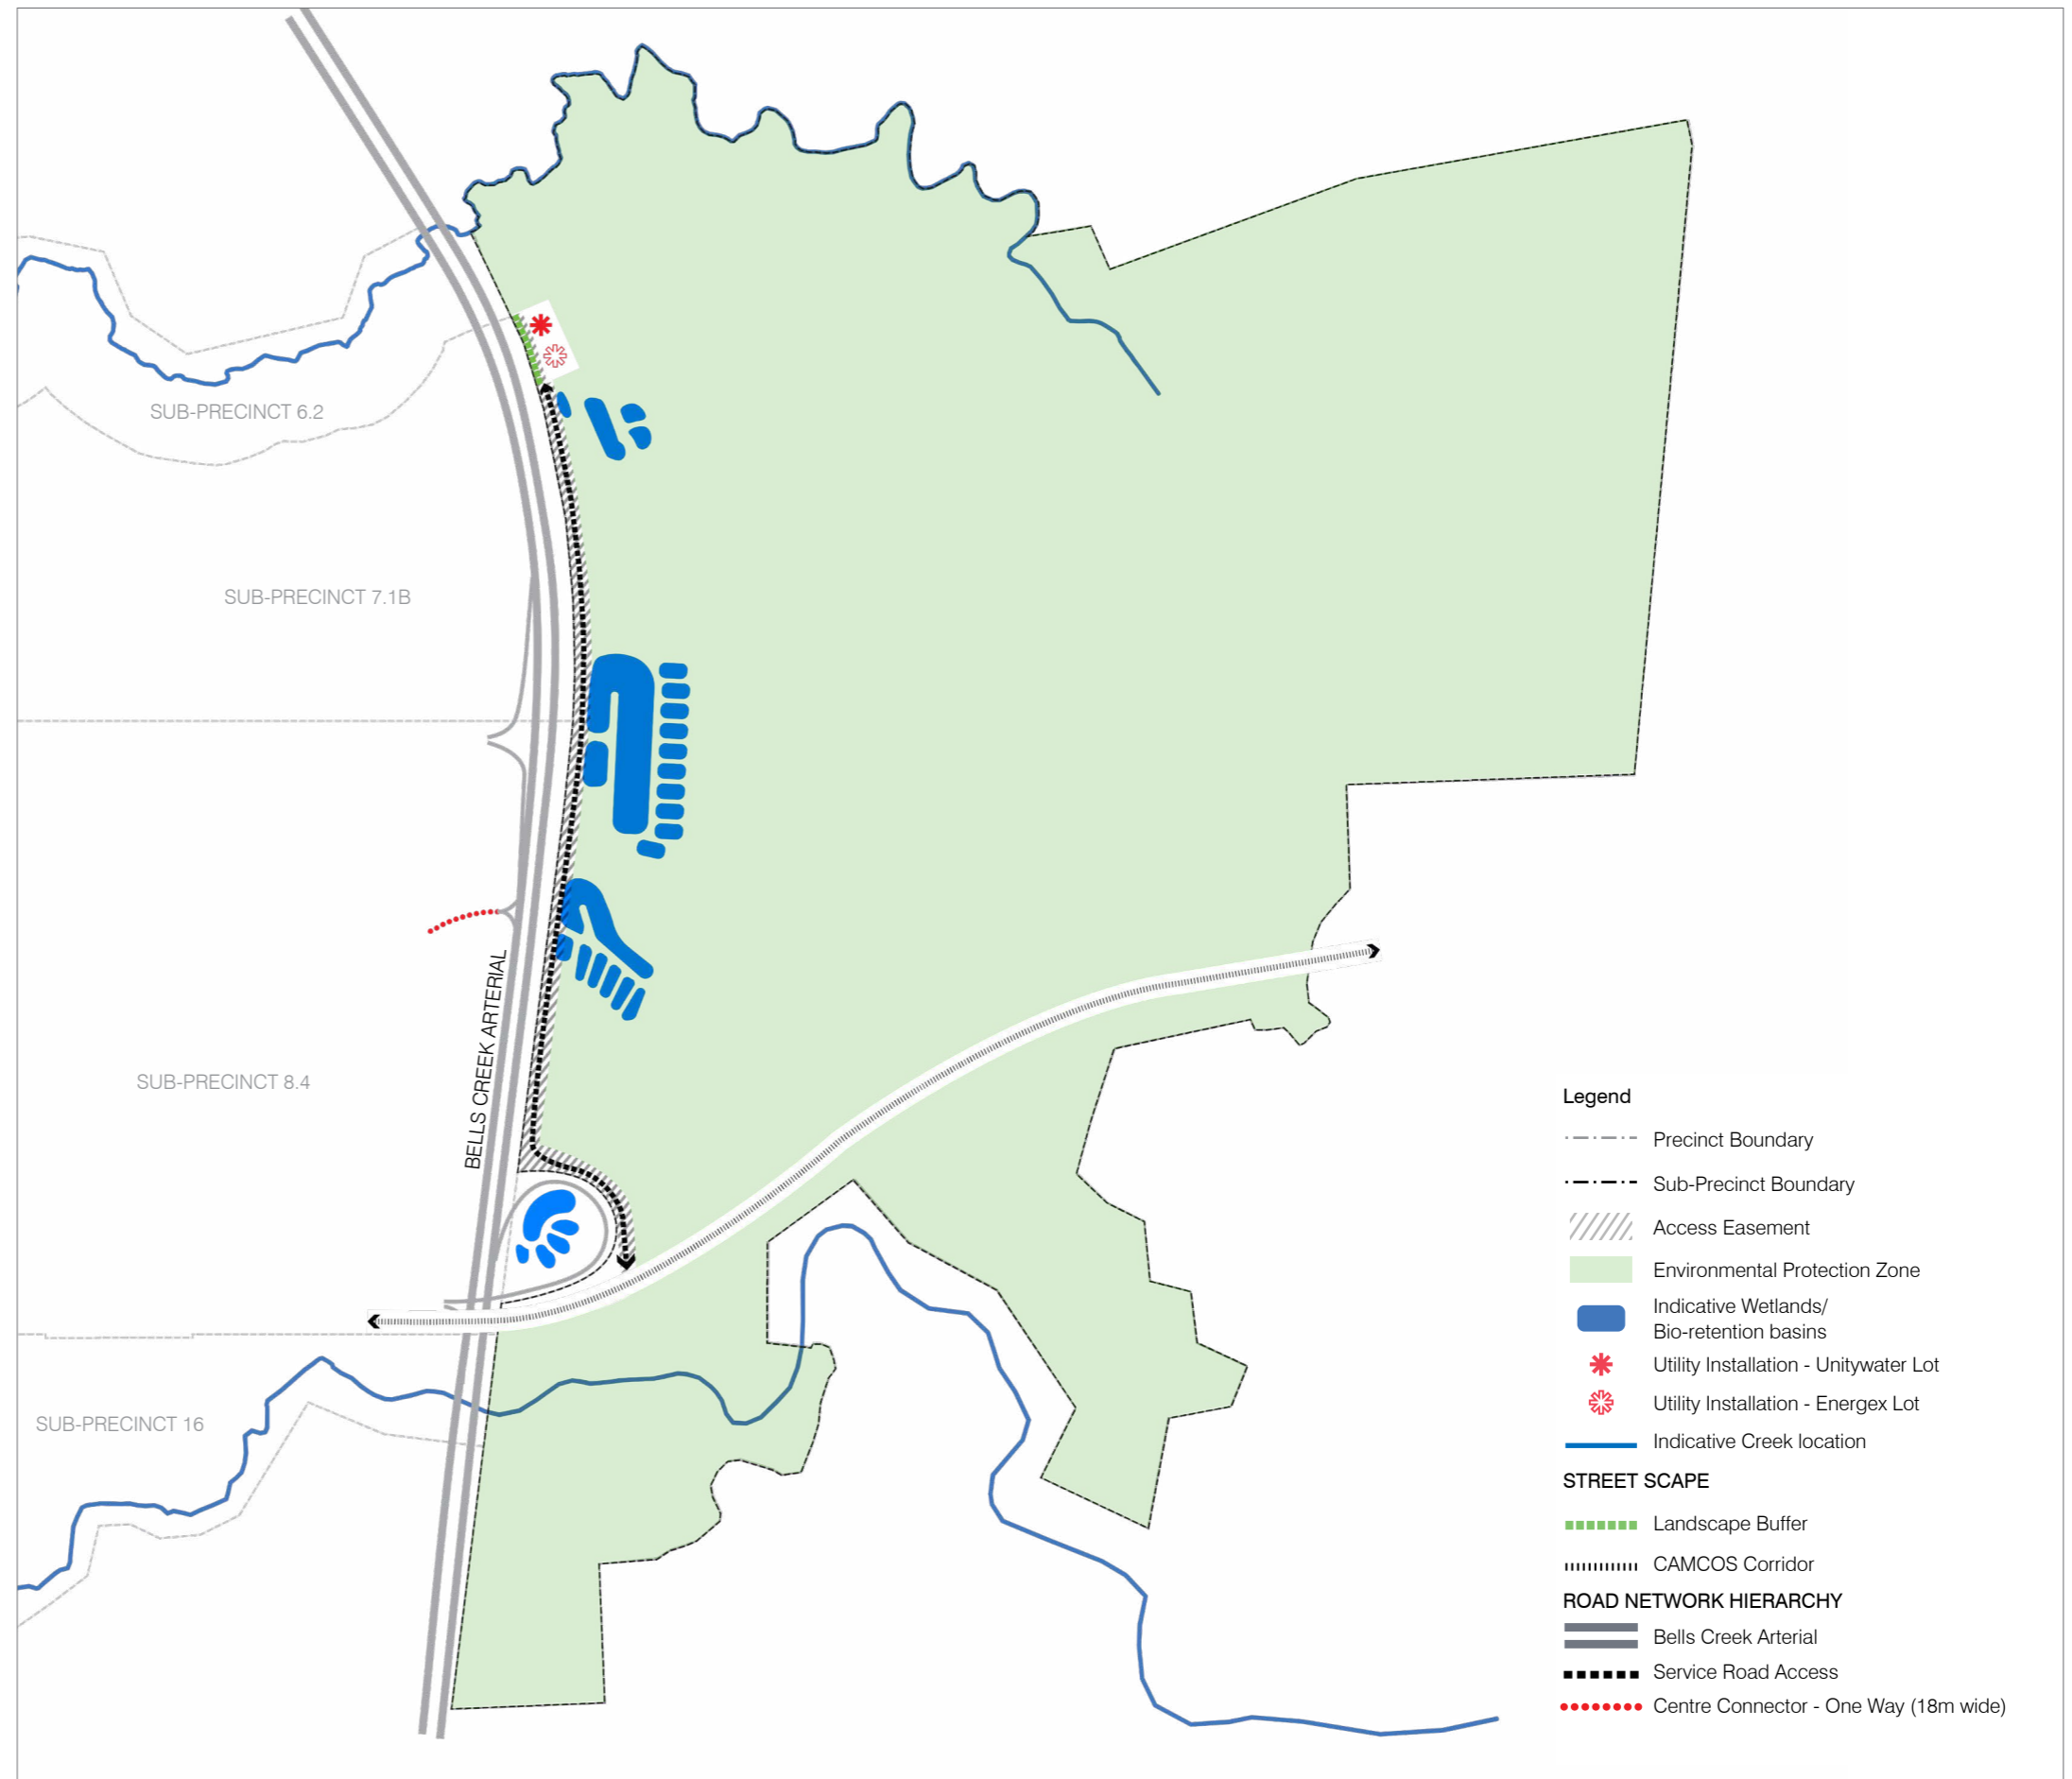 SUB-PRECINCT 6.2
SUB-PRECINCT 7.1B
BELLS CREEK ARTERIAL
SUB-PRECINCT 8.4
SUB-PRECINCT 16
Legend
Precinct Boundary
Sub-Precinct Boundary
Access Easement
Environmental Protection Zone
Indicative Wetlands/
Bio-retention basins
Utility Installation - Unitywater Lot
Utility Installation - Energex Lot
Indicative Creek location
STREET SCAPE
Landscape Buffer
CAMCOS Corridor
ROAD NETWORK HIERARCHY
Bells Creek Arterial
Service Road Access
Centre Connector - One Way (18m wide)